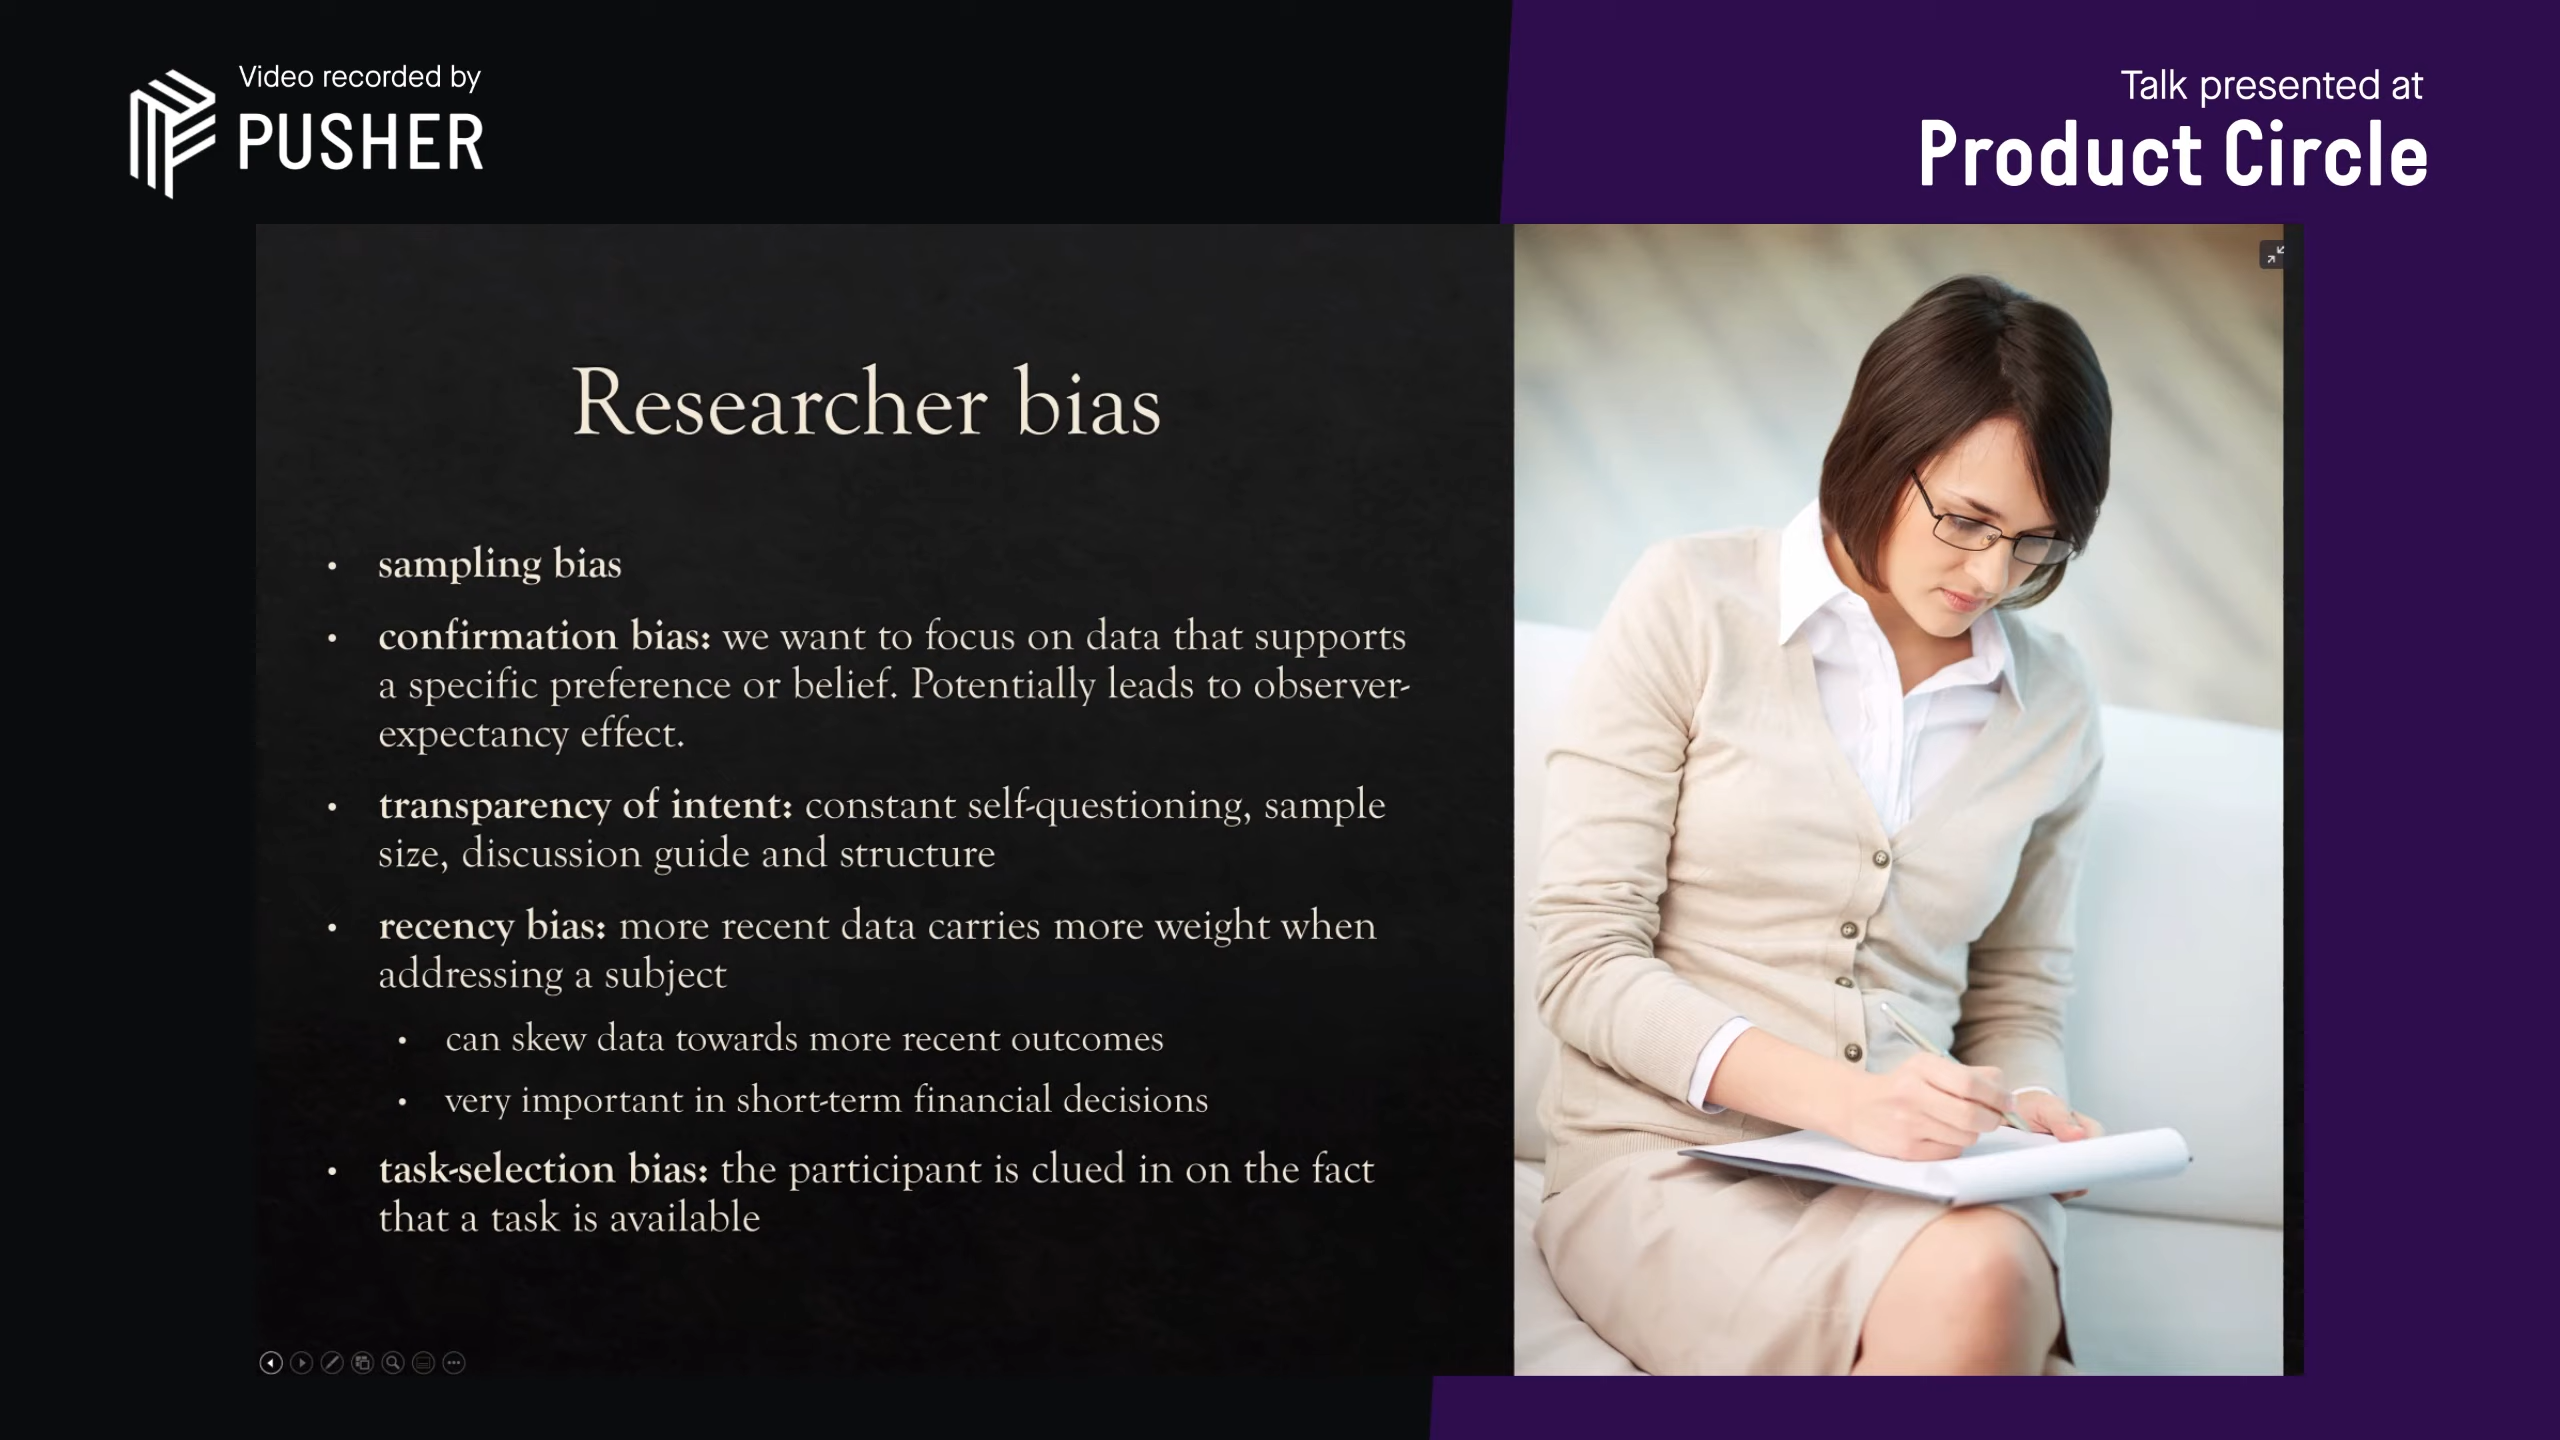 Video recorded by
PUSHER
Talk presented at
Product Circle
Researcher bias
• sampling bias
• confirmation bias: we want to focus on data that supports
a specific preference or belief. Potentially leads to observer-
expectancy effect.
• transparency of intent: constant self-questioning, sample
size, discussion guide and structure
• recency bias: more recent data carries more weight when
addressing a subject
• can skew data towards more recent outcomes
• very important in short-term financial decisions
• task-selection bias: the participant is clued in on the fact
that a task is available